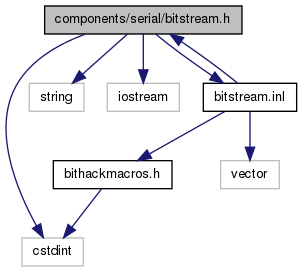 components/serial/bitstream.h
string
iostream
bitstream.inl
bithackmacros.h
vector
cstdint